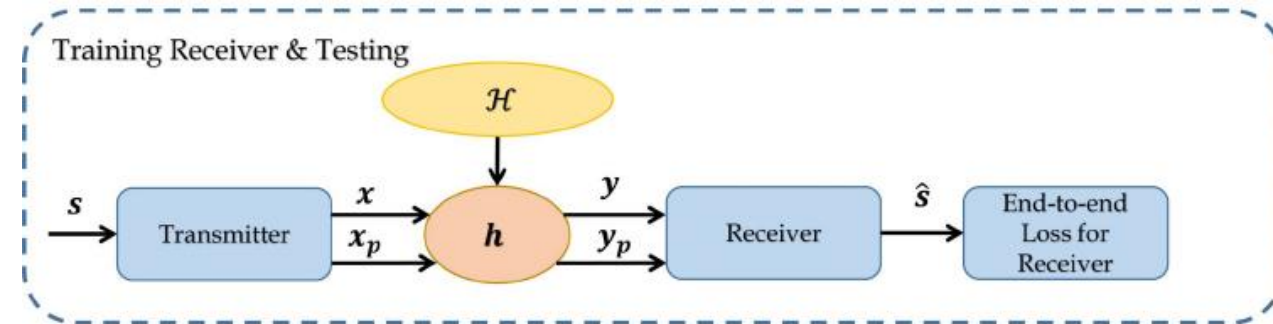 Training Receiver & Testing
ℋ
s
Transmitter
x
x_p
h
y
y_p
Receiver
ŝ
End-to-end
Loss for
Receiver